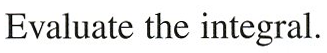 Evaluate the integral.